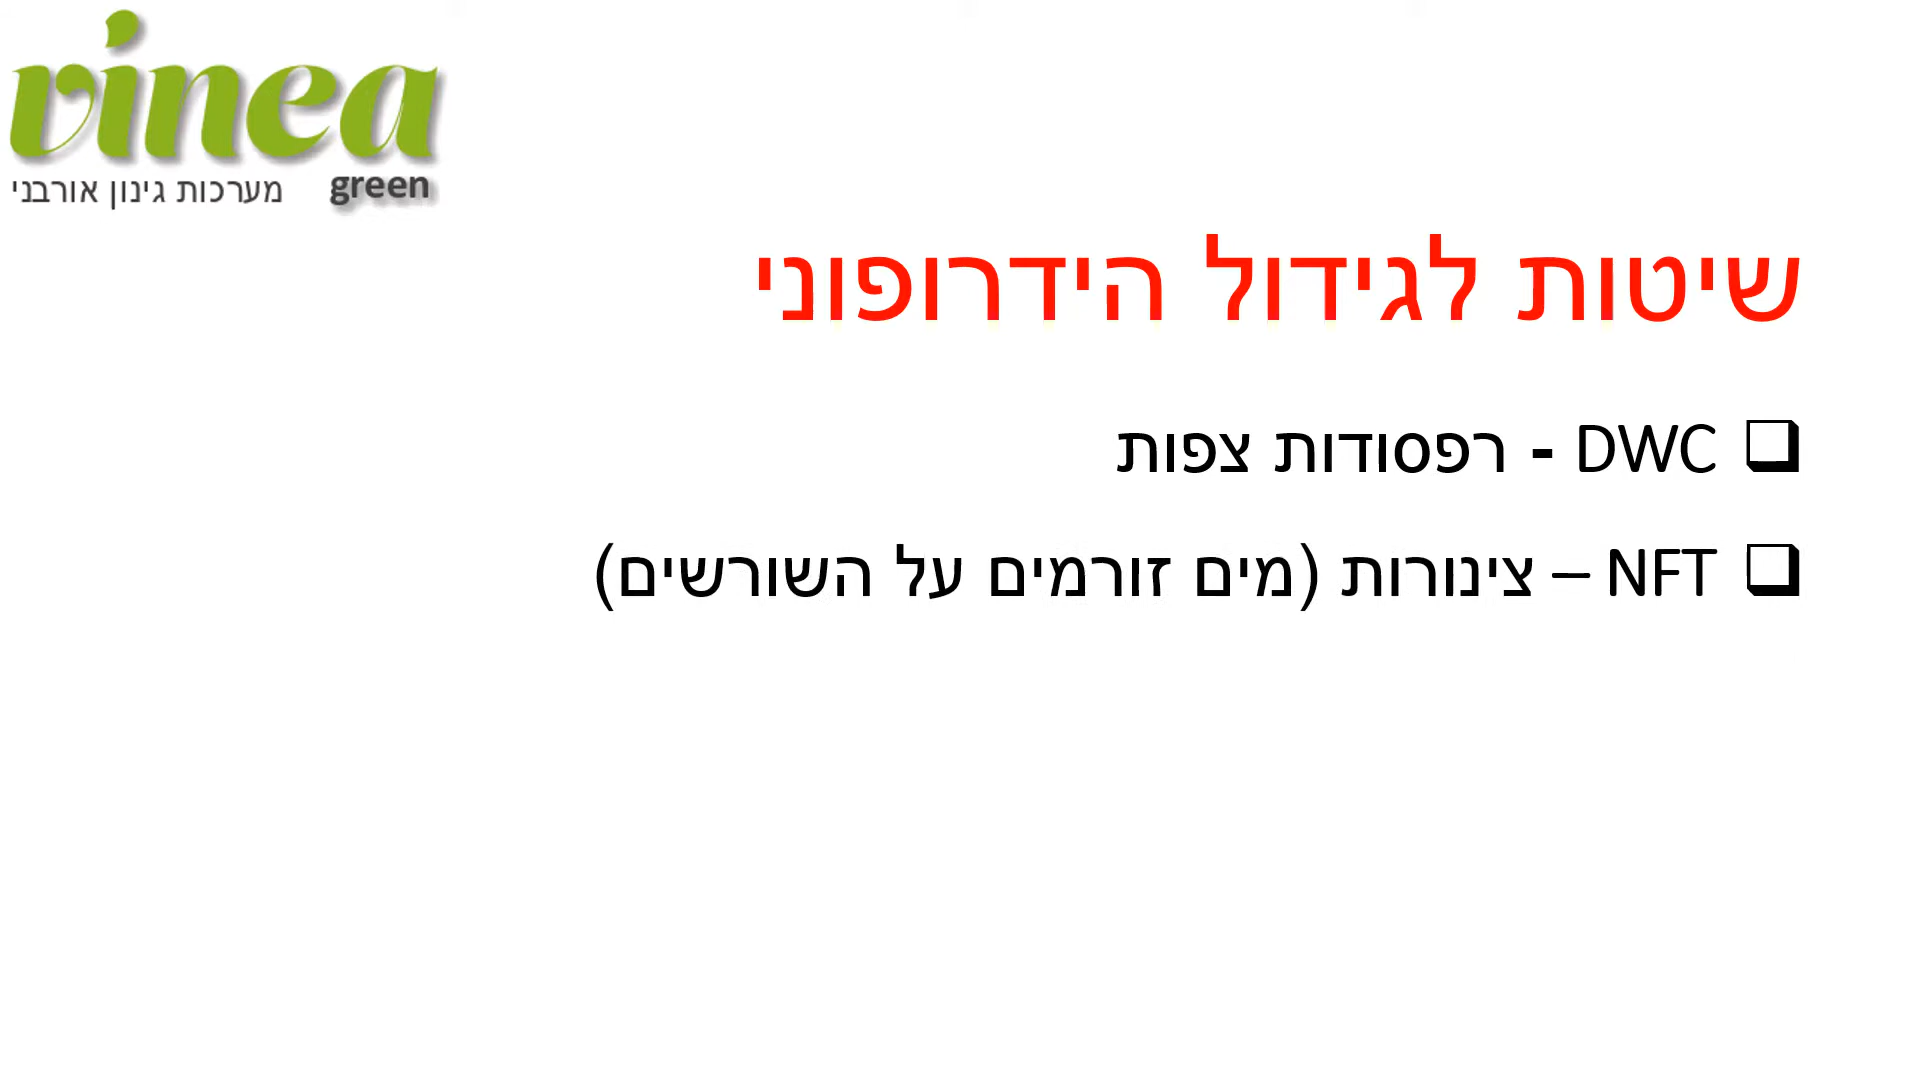 vinea
green
מערכות גינון אורבני
שיטות לגידול הידרופוני
❑ DWC - רפסודות צפות
❑ NFT – צינורות (מים זורמים על השורשים)